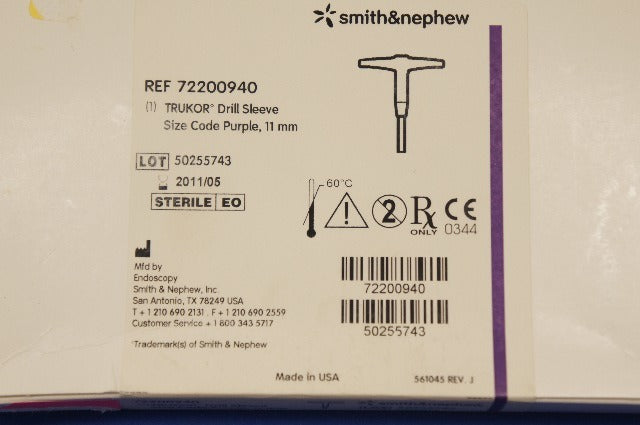 smith&nephew
REF 72200940
(1) TRUKOR° Drill Sleeve
Size Code Purple, 11 mm
LOT 50255743
2011/05
STERILE EO
60°C
2
Rx ONLY
CE 0344
Mfd by
Endoscopy
Smith & Nephew, Inc.
San Antonio, TX 78249 USA
T + 1 210 690 2131 . F + 1 210 690 2559
Customer Service + 1 800 343 5717
°Trademark(s) of Smith & Nephew
72200940
50255743
Made in USA
561045 REV. J
72200940